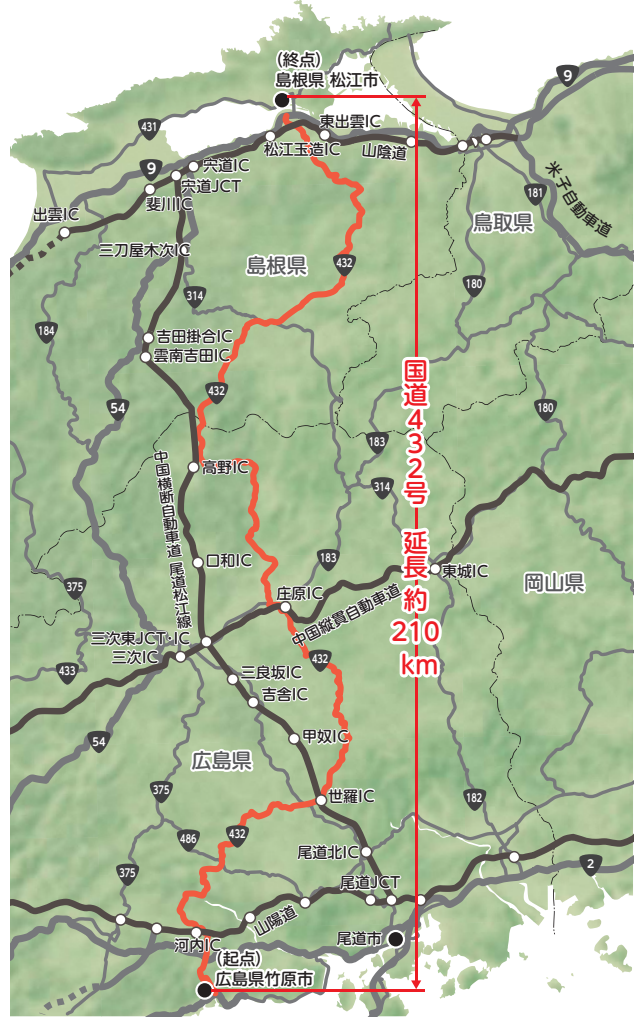 (終点)
島根県 松江市
9
431
東出雲IC
松江玉造IC
山陰道
9
宍道IC
宍道JCT
斐川IC
出雲IC
米子自動車道
181
鳥取県
三刀屋木次IC
島根県
432
180
314
184
吉田掛合IC
雲南吉田IC
432
54
180
国道432号 延長 約210km
183
高野IC
314
中国横断自動車道 尾道松江線
口和IC
183
東城IC
375
岡山県
庄原IC
中国縦貫自動車道
三次東JCT・IC
三次IC
433
432
三良坂IC
吉舎IC
54
甲奴IC
広島県
375
世羅IC
182
432
486
尾道北IC
375
2
尾道JCT
山陽道
河内IC
尾道市
(起点)
広島県竹原市